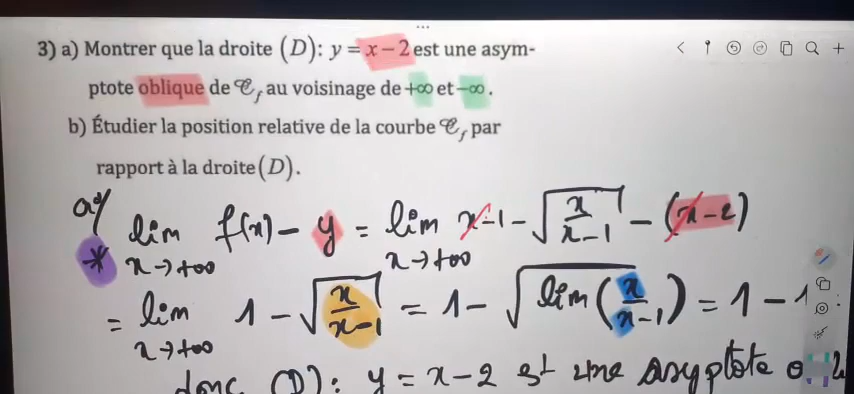 3) a) Montrer que la droite (D): y = x − 2 est une asym-
ptote oblique de 𝒞f au voisinage de +∞ et −∞.
b) Étudier la position relative de la courbe 𝒞f par
rapport à la droite (D).
a) lim x→+∞ f(x) − y = lim x→+∞ x − 1 − √(x/(x−1)) − (x−2)
= lim x→+∞ 1 − √(x/(x−1)) = 1 − √(lim (x/(x−1))) = 1 − 1
donc (D): y = x − 2 est une asyptote